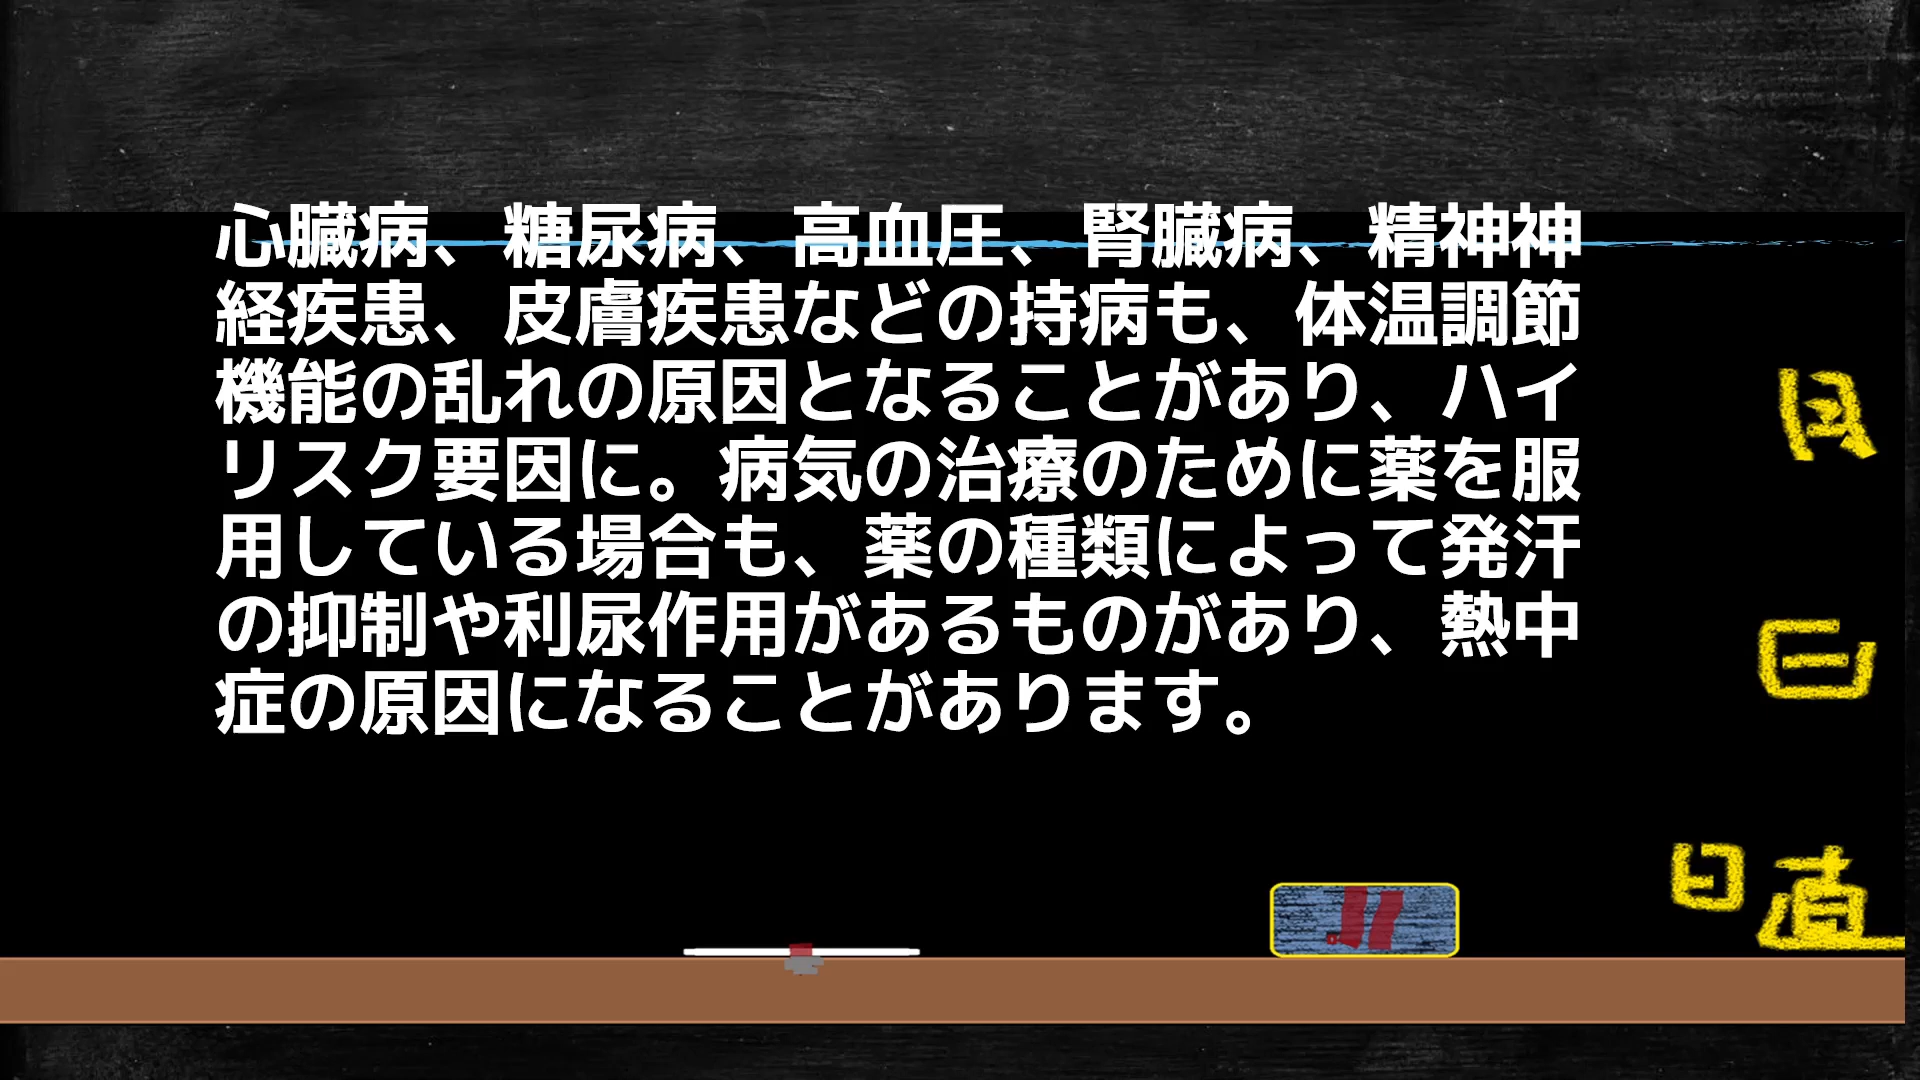 心臓病、糖尿病、高血圧、腎臓病、精神神
経疾患、皮膚疾患などの持病も、体温調節
機能の乱れの原因となることがあり、ハイ
リスク要因に。病気の治療のために薬を服
用している場合も、薬の種類によって発汗
の抑制や利尿作用があるものがあり、熱中
症の原因になることがあります。
月
日
日直